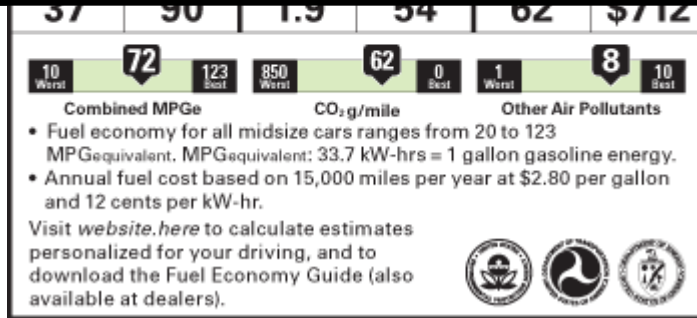 37 90 1.9 54 62 $712
72 62 8
10 Worst 123 Best 850 Worst 0 Best 1 Worst 10 Best
Combined MPGe CO₂ g/mile Other Air Pollutants
• Fuel economy for all midsize cars ranges from 20 to 123
MPGequivalent. MPGequivalent: 33.7 kW-hrs = 1 gallon gasoline energy.
• Annual fuel cost based on 15,000 miles per year at $2.80 per gallon
and 12 cents per kW-hr.
Visit website.here to calculate estimates
personalized for your driving, and to
download the Fuel Economy Guide (also
available at dealers).